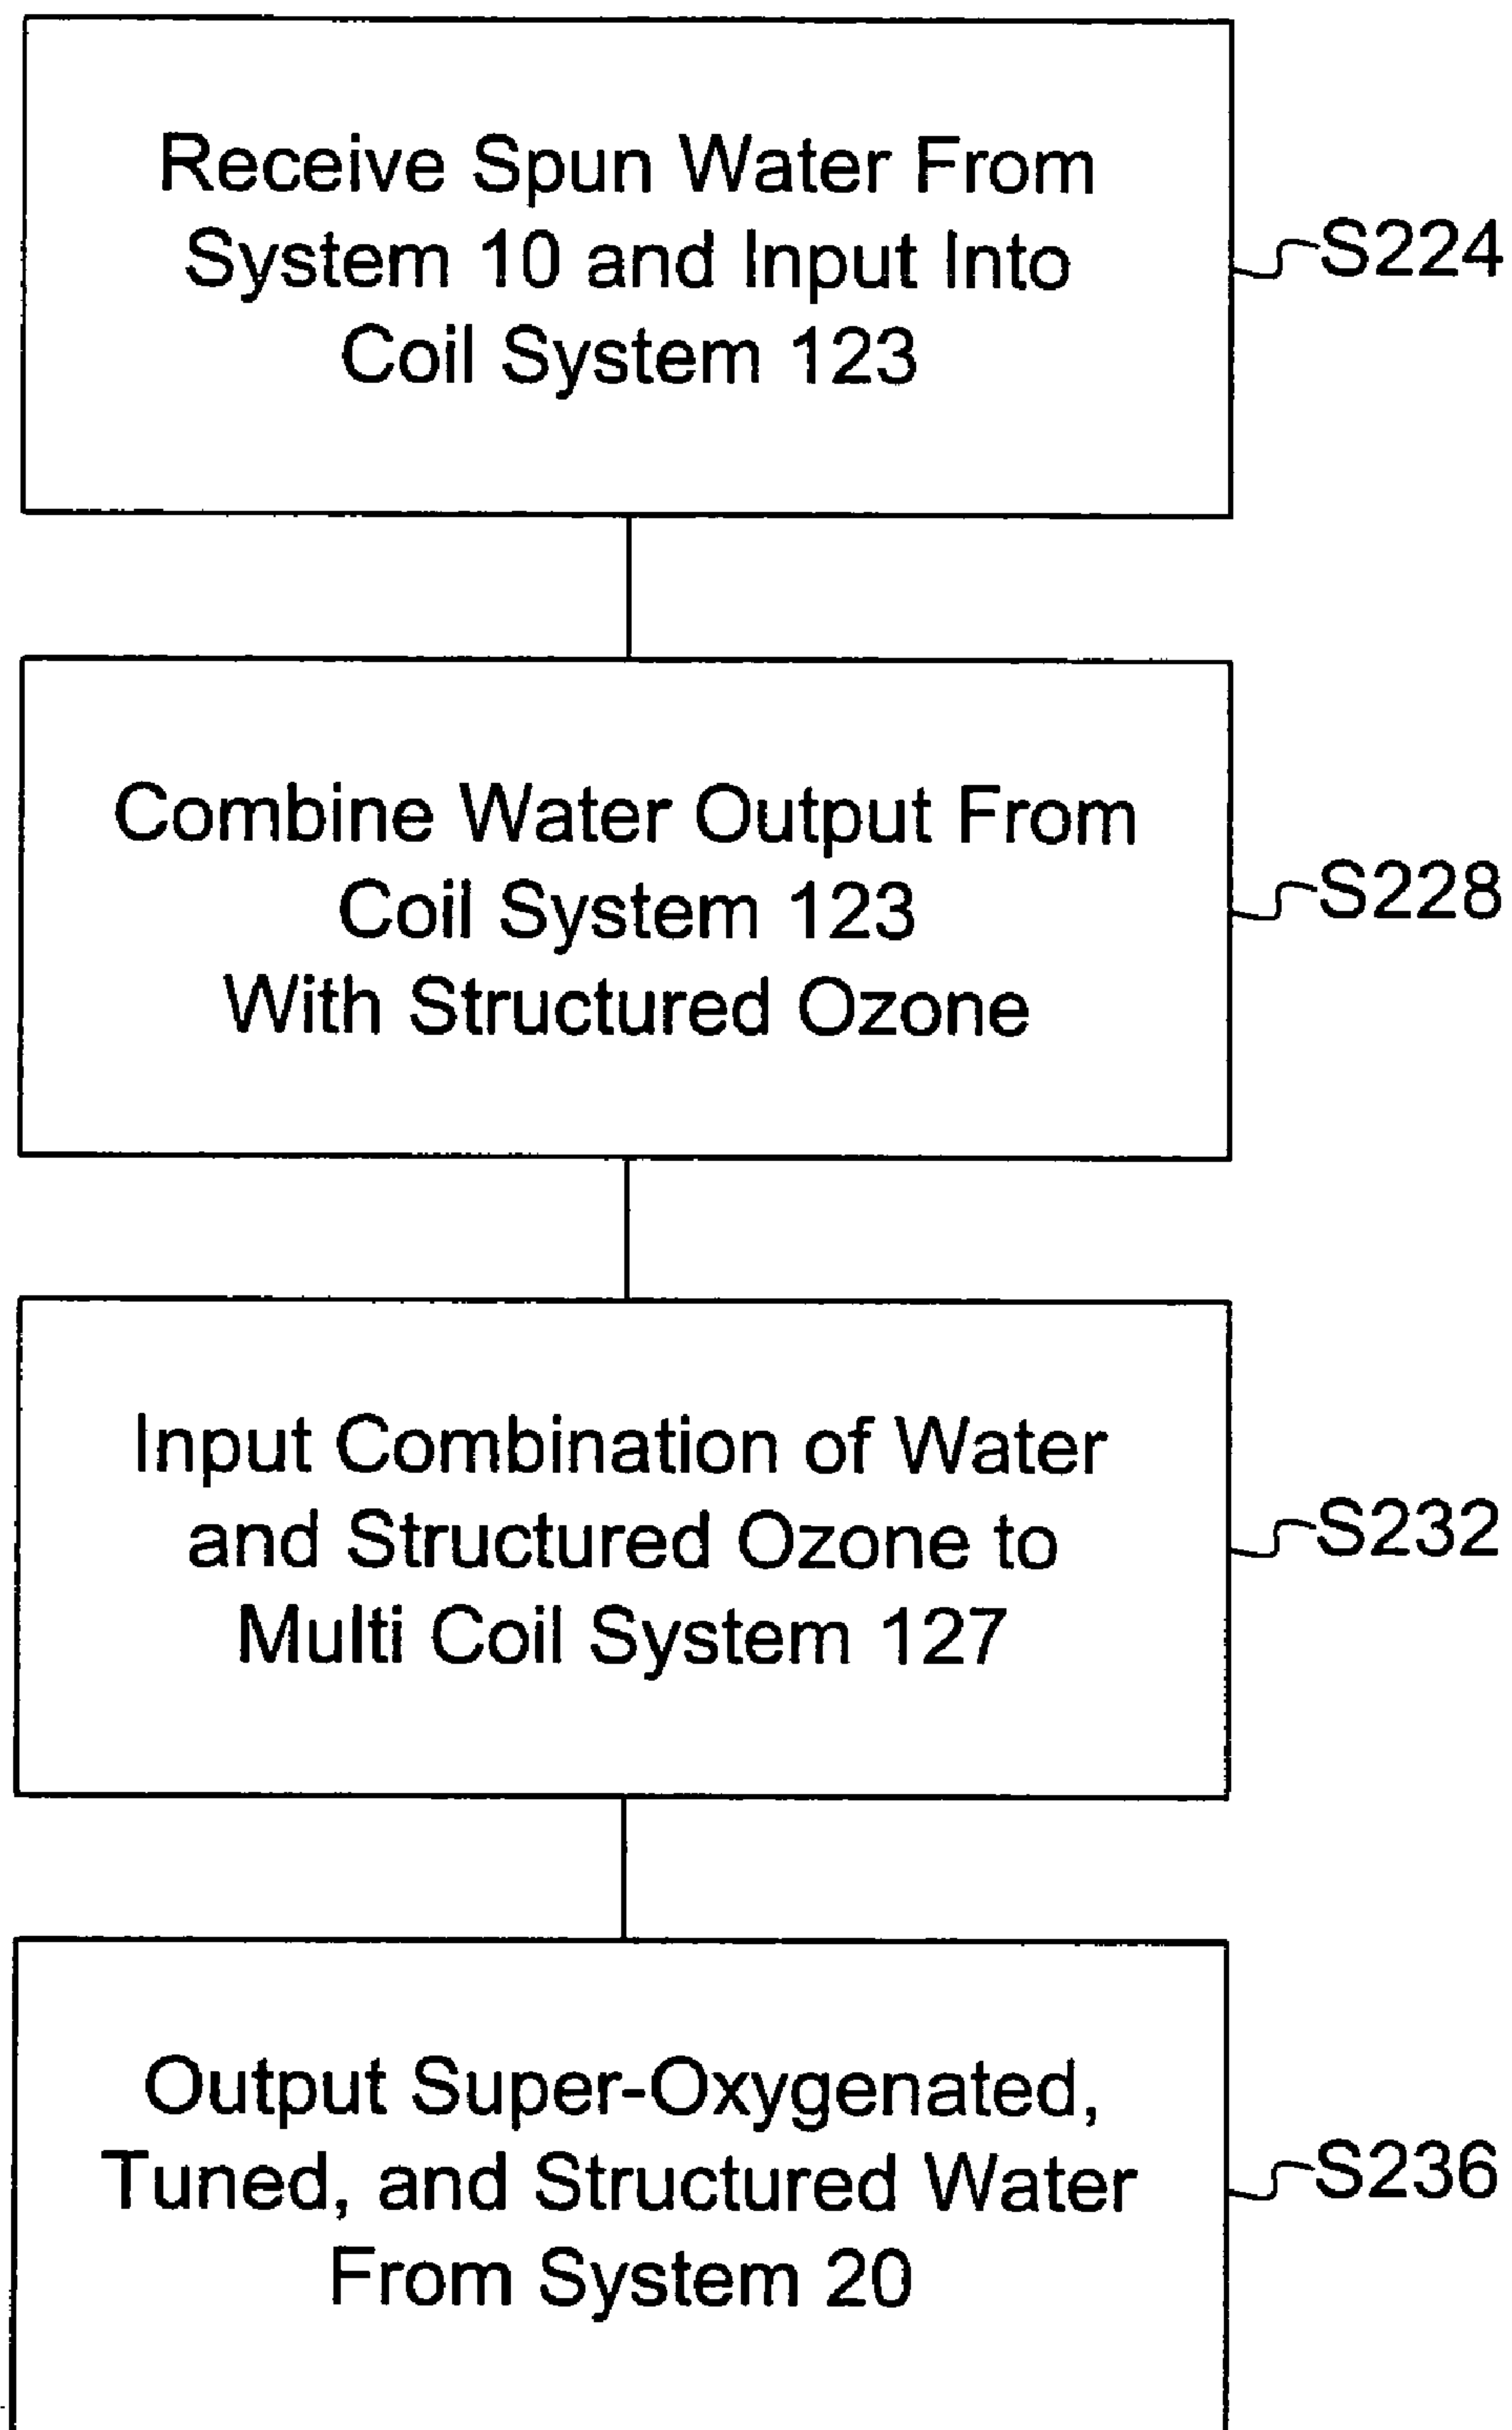 Receive Spun Water From
System 10 and Input Into
Coil System 123
S224
Combine Water Output From
Coil System 123
With Structured Ozone
S228
Input Combination of Water
and Structured Ozone to
Multi Coil System 127
S232
Output Super-Oxygenated,
Tuned, and Structured Water
From System 20
S236